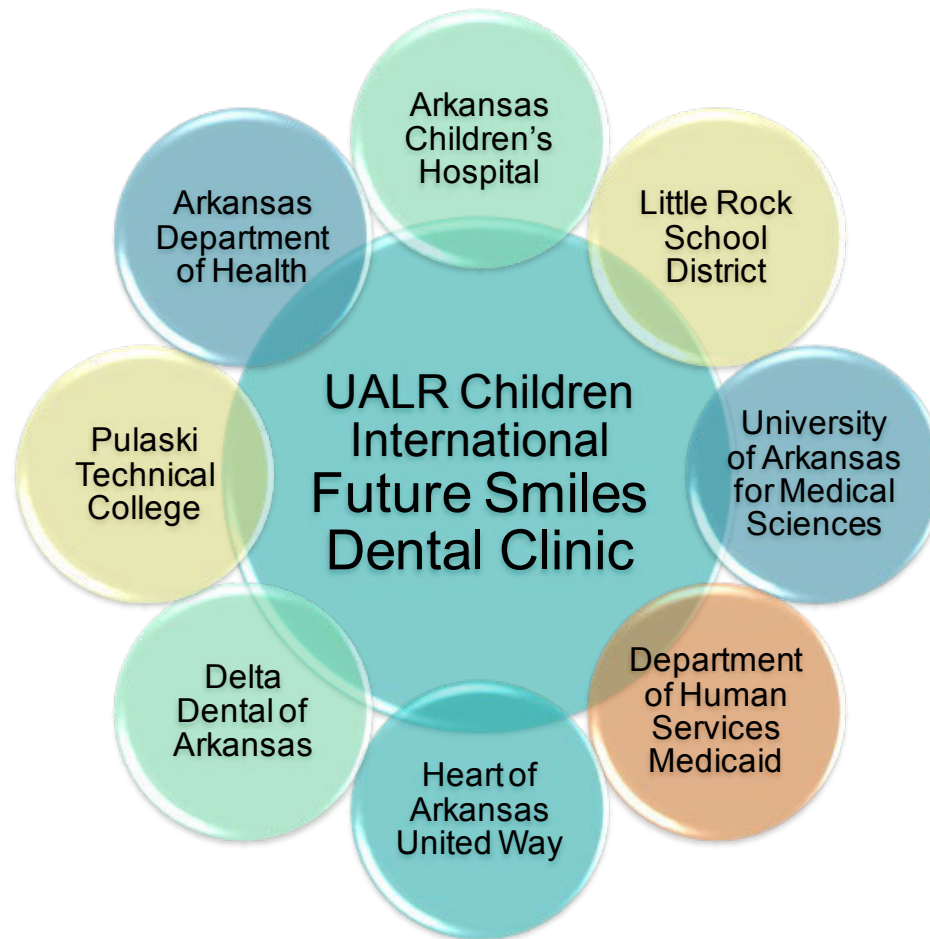 Arkansas
Children’s
Hospital
Little Rock
School
District
University
of Arkansas
for Medical
Sciences
Department
of Human
Services
Medicaid
Heart of
Arkansas
United Way
Delta
Dental of
Arkansas
Pulaski
Technical
College
Arkansas
Department
of Health
UALR Children
International
Future Smiles
Dental Clinic